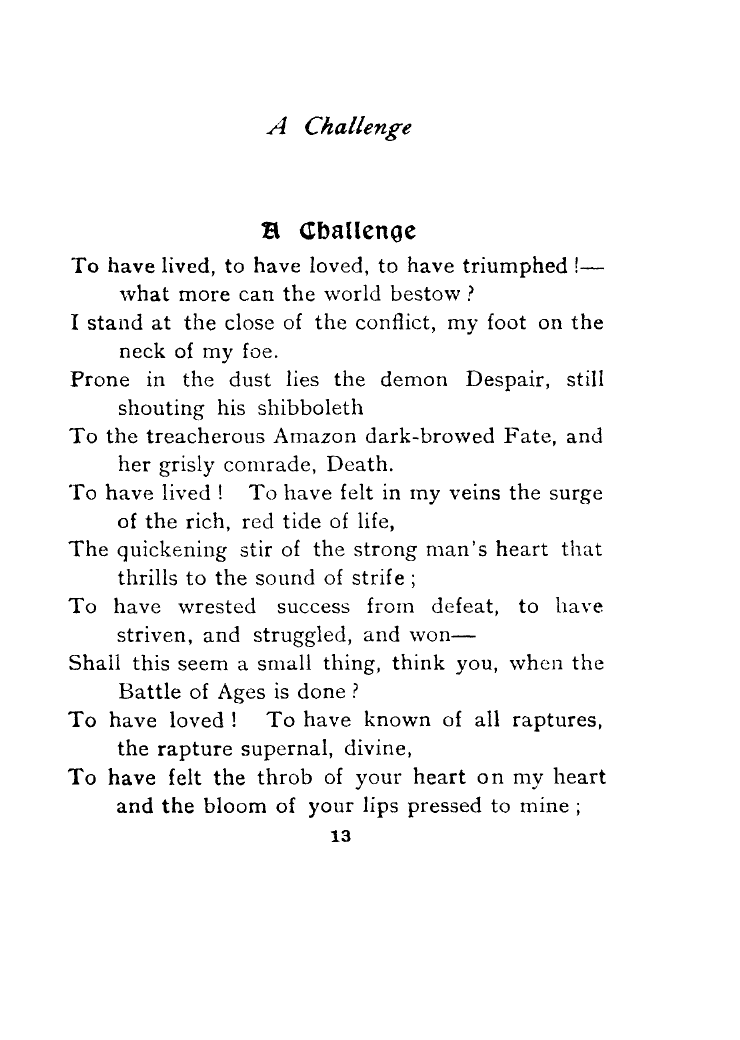 A Challenge
A Challenge
To have lived, to have loved, to have triumphed !—
what more can the world bestow ?
I stand at the close of the conflict, my foot on the
neck of my foe.
Prone in the dust lies the demon Despair, still
shouting his shibboleth
To the treacherous Amazon dark-browed Fate, and
her grisly comrade, Death.
To have lived ! To have felt in my veins the surge
of the rich, red tide of life,
The quickening stir of the strong man's heart that
thrills to the sound of strife ;
To have wrested success from defeat, to have
striven, and struggled, and won—
Shall this seem a small thing, think you, when the
Battle of Ages is done ?
To have loved ! To have known of all raptures,
the rapture supernal, divine,
To have felt the throb of your heart on my heart
and the bloom of your lips pressed to mine ;
13